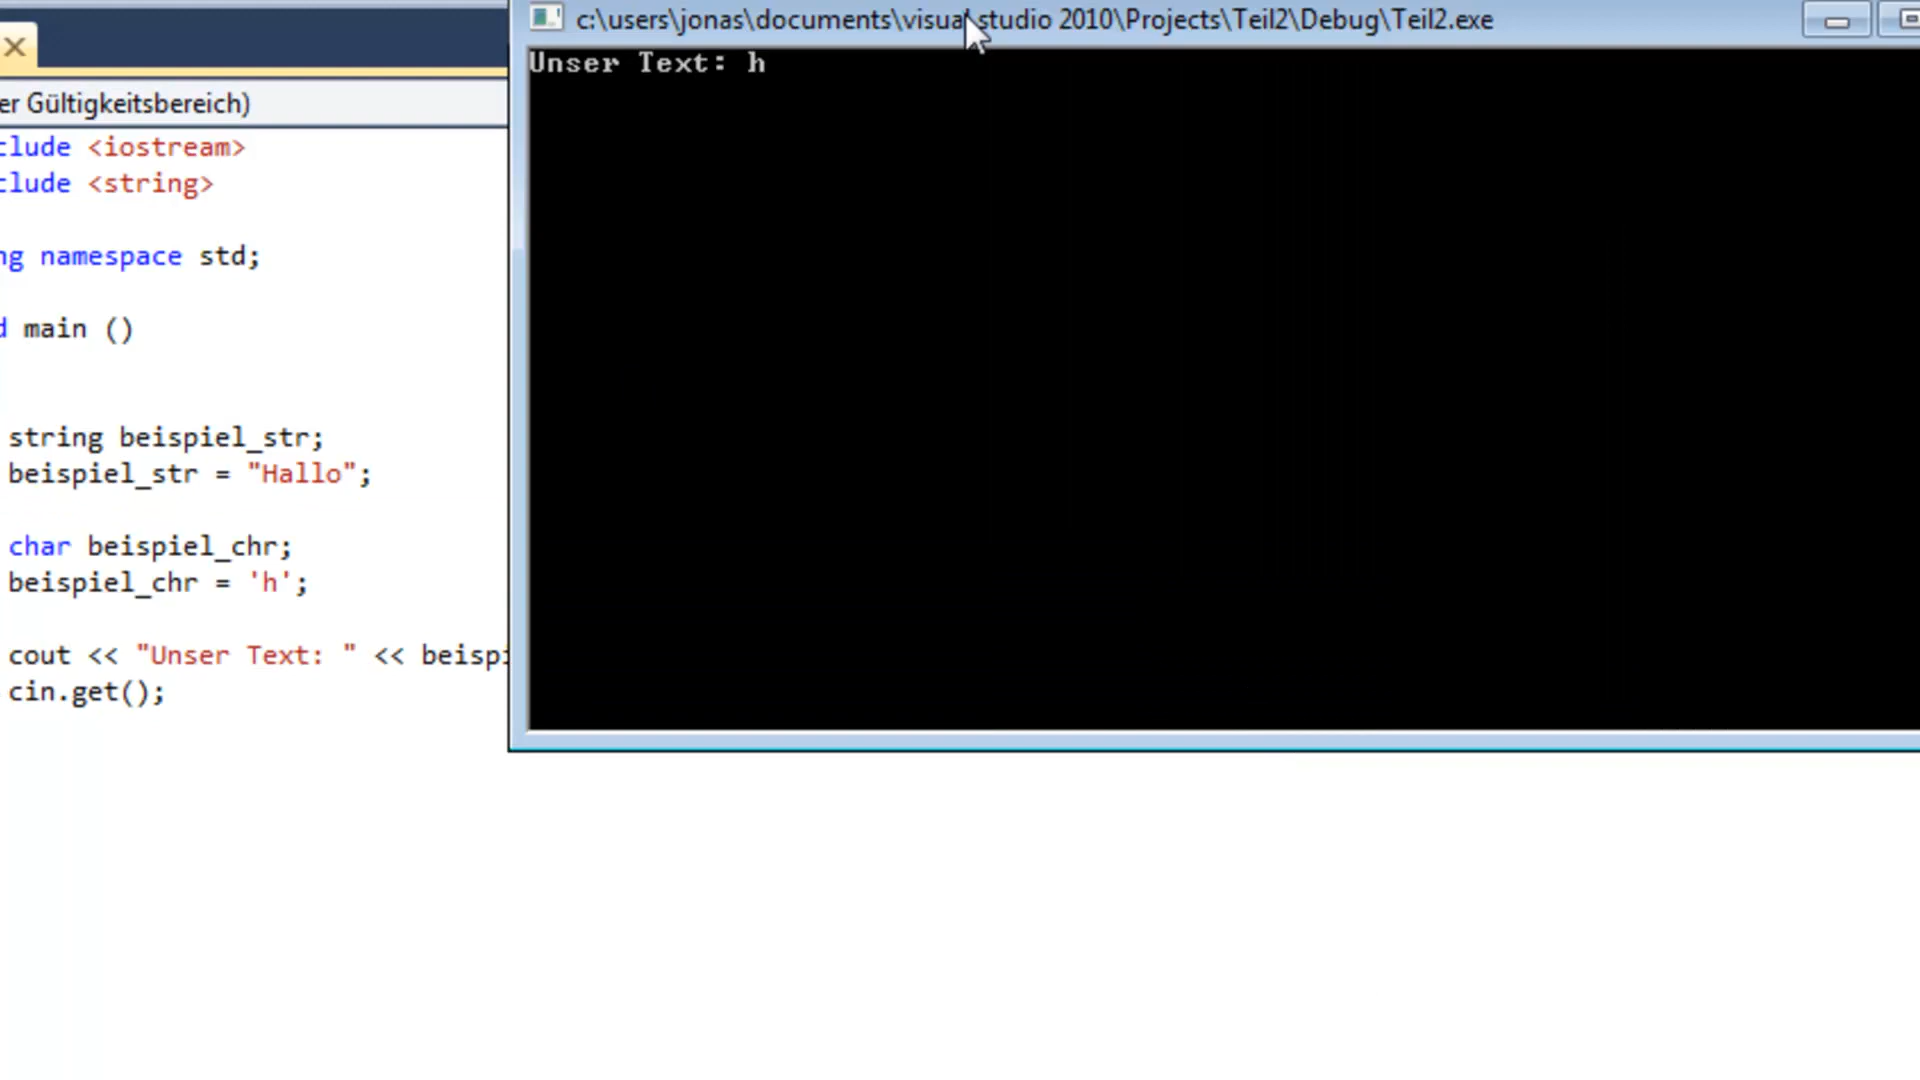 c:\users\jonas\documents\visual studio 2010\Projects\Teil2\Debug\Teil2.exe
Unser Text: h
er Gültigkeitsbereich)
clude <iostream>
clude <string>
ng namespace std;
d main ()
string beispiel_str;
beispiel_str = "Hallo";
char beispiel_chr;
beispiel_chr = 'h';
cout << "Unser Text: " << beispi
cin.get();